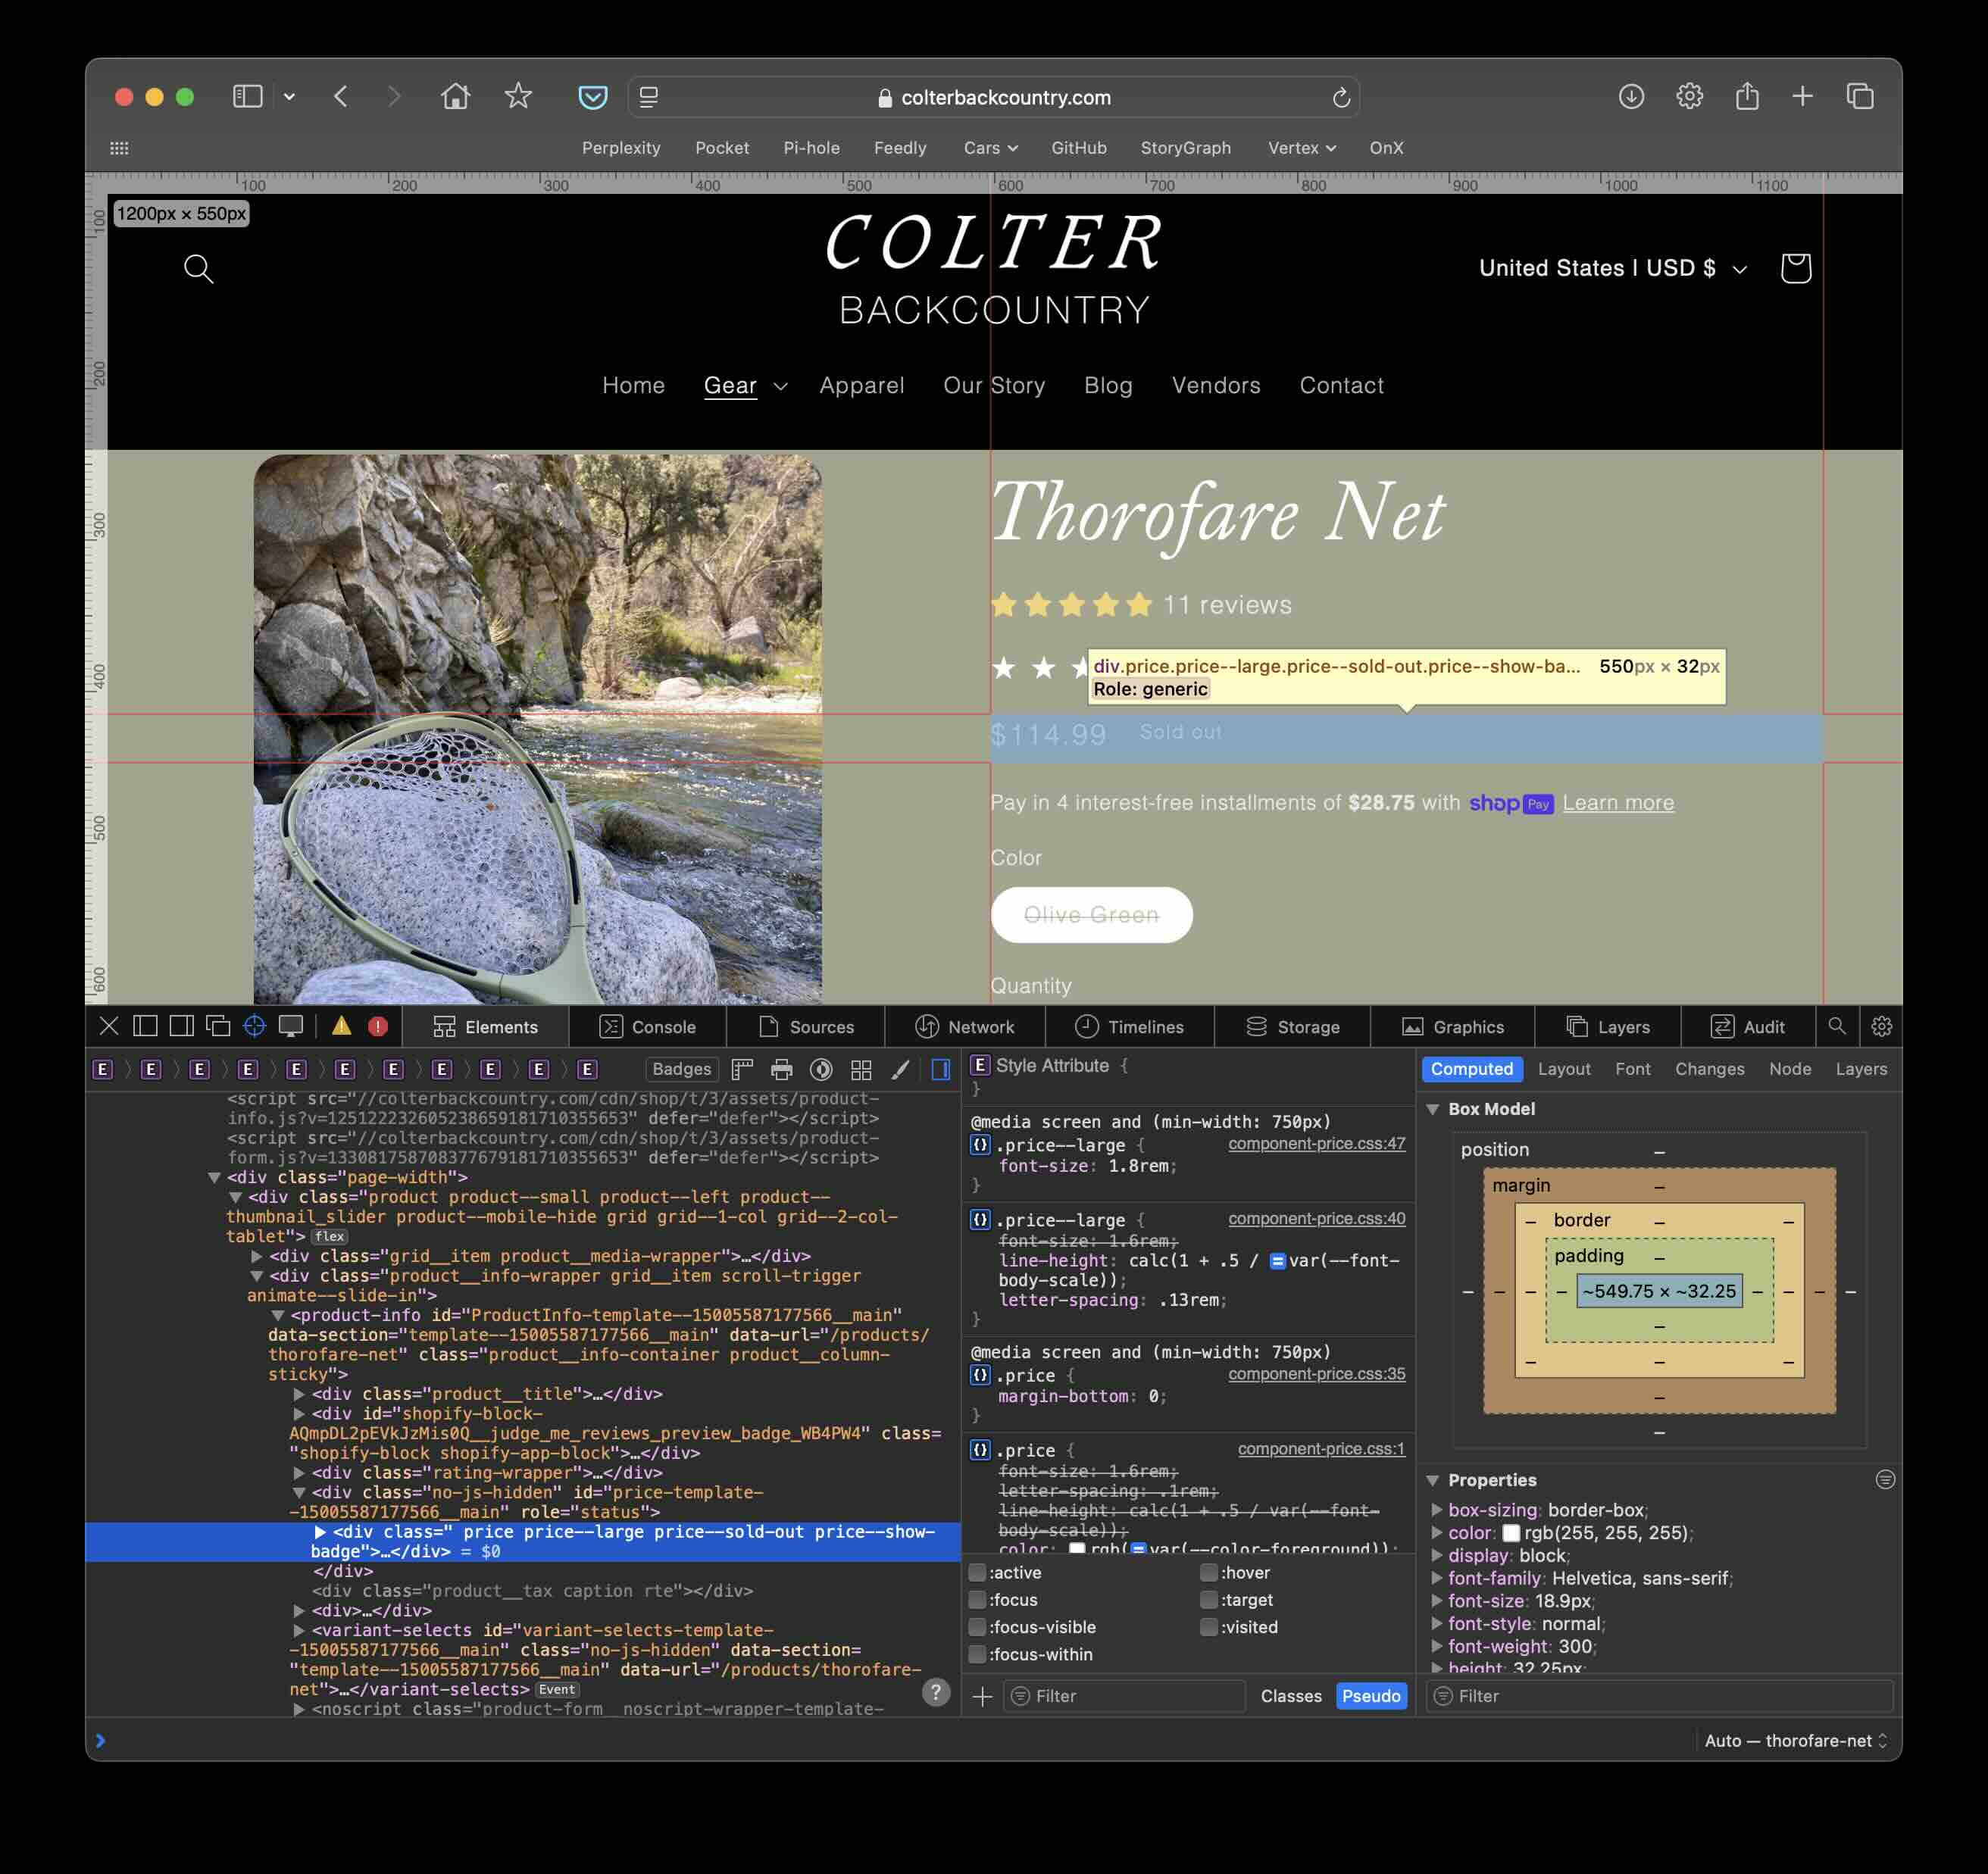 colterbackcountry.com
Perplexity Pocket Pi-hole Feedly Cars GitHub StoryGraph Vertex OnX
100 200 300 400 500 600 700 800 900 1000 1100
1200px × 550px
100
200
300
400
500
600
COLTER
BACKCOUNTRY
United States | USD $
Home Gear Apparel Our Story Blog Vendors Contact
Thorofare Net
11 reviews
div.price.price--large.price--sold-out.price--show-ba... 550px × 32px
Role: generic
$114.99 Sold out
Pay in 4 interest-free installments of $28.75 with shop Pay Learn more
Color
Olive Green
Quantity
Elements Console Sources Network Timelines Storage Graphics Layers Audit
E E E E E E E E E E E Badges
<script src="//colterbackcountry.com/cdn/shop/t/3/assets/product-
info.js?v=125122232605238659181710355653" defer="defer"></script>
<script src="//colterbackcountry.com/cdn/shop/t/3/assets/product-
form.js?v=133081758708377679181710355653" defer="defer"></script>
<div class="page-width">
<div class="product product--small product--left product--
thumbnail_slider product--mobile-hide grid grid--1-col grid--2-col-
tablet"> flex
<div class="grid__item product__media-wrapper">…</div>
<div class="product__info-wrapper grid__item scroll-trigger
animate--slide-in">
<product-info id="ProductInfo-template--15005587177566__main"
data-section="template--15005587177566__main" data-url="/products/
thorofare-net" class="product__info-container product__column-
sticky">
<div class="product__title">…</div>
<div id="shopify-block-
AQmpDL2pEVkJzMis0Q__judge_me_reviews_preview_badge_WB4PW4" class=
"shopify-block shopify-app-block">…</div>
<div class="rating-wrapper">…</div>
<div class="no-js-hidden" id="price-template-
-15005587177566__main" role="status">
<div class=" price price--large price--sold-out price--show-
badge">…</div> = $0
</div>
<div class="product__tax caption rte"></div>
<div>…</div>
<variant-selects id="variant-selects-template-
-15005587177566__main" class="no-js-hidden" data-section=
"template--15005587177566__main" data-url="/products/thorofare-
net">…</variant-selects> Event
<noscript class="product-form__noscript-wrapper-template-
?
E Style Attribute {
}
@media screen and (min-width: 750px)
{} .price--large { component-price.css:47
font-size: 1.8rem;
}
{} .price--large { component-price.css:40
font-size: 1.6rem;
line-height: calc(1 + .5 / = var(--font-
body-scale));
letter-spacing: .13rem;
}
@media screen and (min-width: 750px)
{} .price { component-price.css:35
margin-bottom: 0;
}
{} .price { component-price.css:1
font-size: 1.6rem;
letter-spacing: .1rem;
line-height: calc(1 + .5 / var(--font-
body-scale));
color: rgb(= var(--color-foreground));
:active :hover
:focus :target
:focus-visible :visited
:focus-within
Filter Classes Pseudo
Computed Layout Font Changes Node Layers
Box Model
position –
margin –
– border – –
padding –
– – – – ~549.75 × ~32.25 – – – –
–
– – –
–
–
Properties
box-sizing: border-box;
color: rgb(255, 255, 255);
display: block;
font-family: Helvetica, sans-serif;
font-size: 18.9px;
font-style: normal;
font-weight: 300;
height: 32.25px;
Filter
Auto — thorofare-net